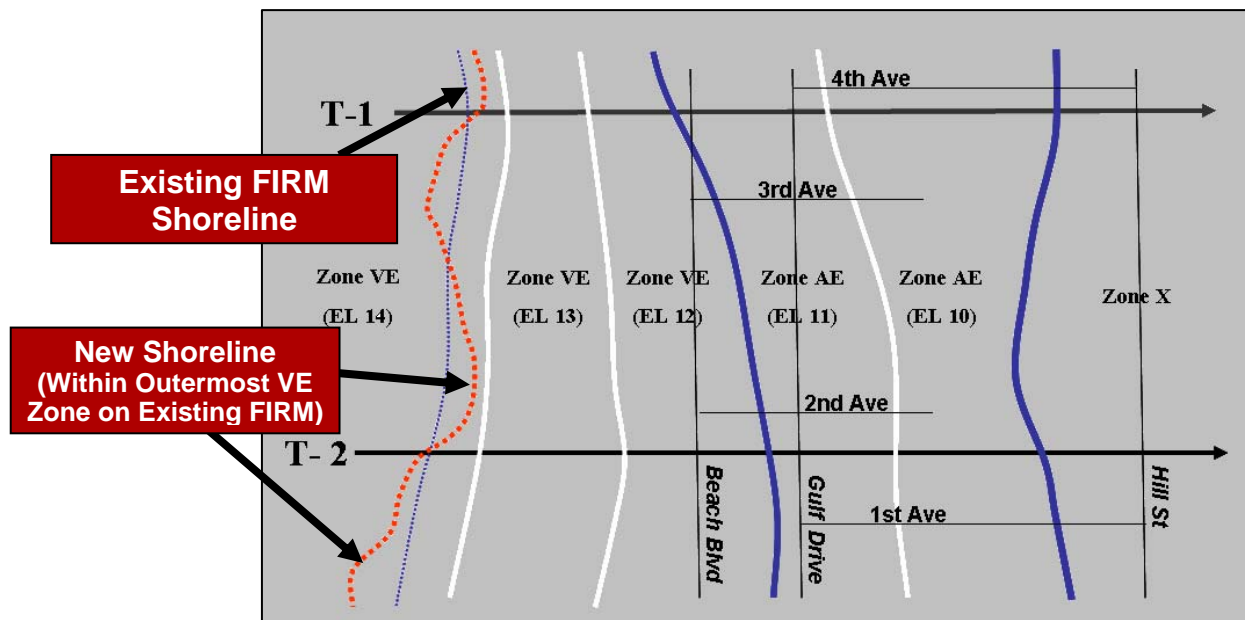 4th Ave
T-1
Existing FIRM
Shoreline
3rd Ave
Zone VE
(EL 14)
Zone VE
(EL 13)
Zone VE
(EL 12)
Zone AE
(EL 11)
Zone AE
(EL 10)
Zone X
New Shoreline
(Within Outermost VE
Zone on Existing FIRM)
2nd Ave
T- 2
Beach Blvd
Gulf Drive
Hill St
1st Ave